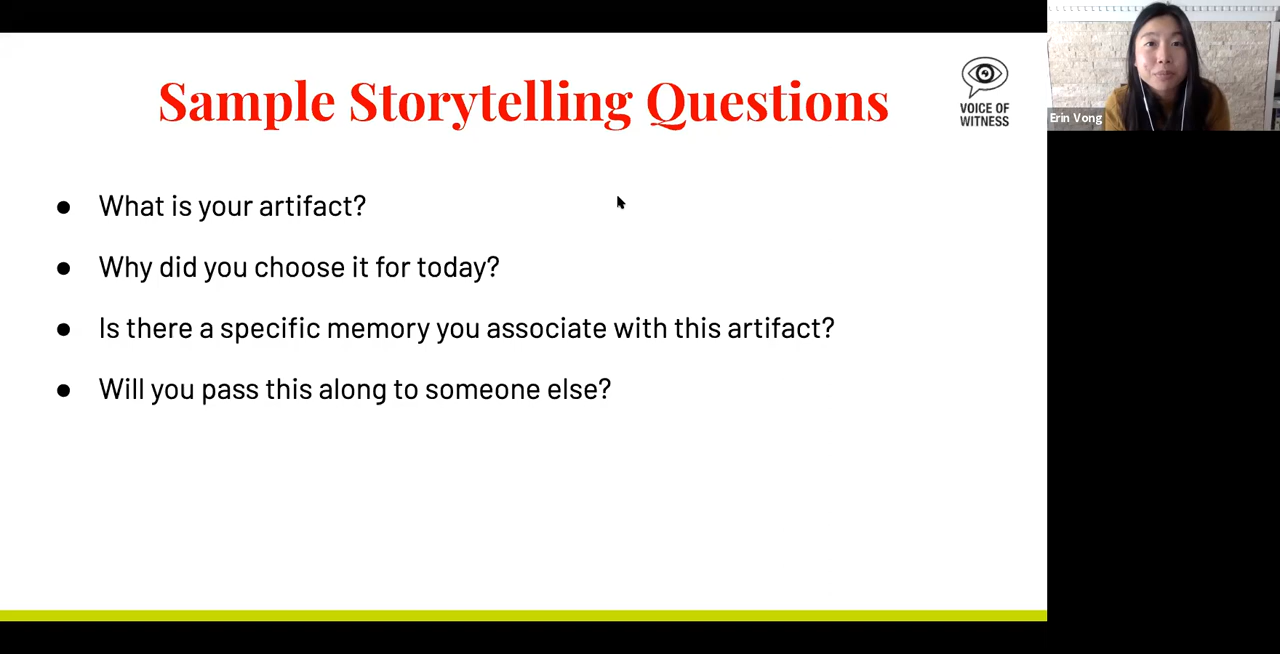 Sample Storytelling Questions
VOICE OF
WITNESS
Erin Vong
● What is your artifact?
● Why did you choose it for today?
● Is there a specific memory you associate with this artifact?
● Will you pass this along to someone else?